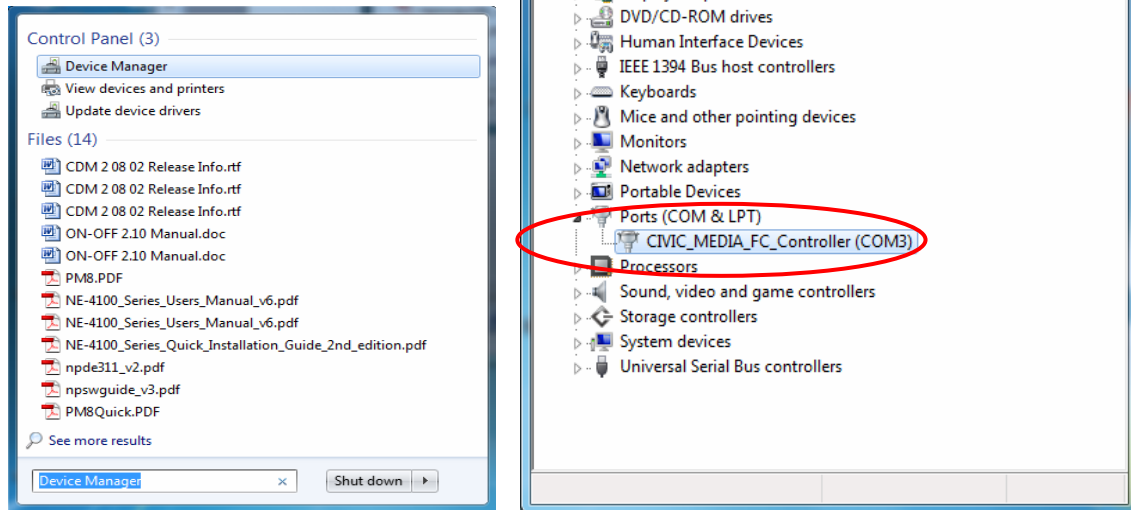 Control Panel (3)
Device Manager
View devices and printers
Update device drivers
Files (14)
CDM 2 08 02 Release Info.rtf
CDM 2 08 02 Release Info.rtf
CDM 2 08 02 Release Info.rtf
ON-OFF 2.10 Manual.doc
ON-OFF 2.10 Manual.doc
PM8.PDF
NE-4100_Series_Users_Manual_v6.pdf
NE-4100_Series_Users_Manual_v6.pdf
NE-4100_Series_Quick_Installation_Guide_2nd_edition.pdf
npde311_v2.pdf
npswguide_v3.pdf
PM8Quick.PDF
See more results
Device Manager
Shut down
DVD/CD-ROM drives
Human Interface Devices
IEEE 1394 Bus host controllers
Keyboards
Mice and other pointing devices
Monitors
Network adapters
Portable Devices
Ports (COM & LPT)
CIVIC_MEDIA_FC_Controller (COM3)
Processors
Sound, video and game controllers
Storage controllers
System devices
Universal Serial Bus controllers